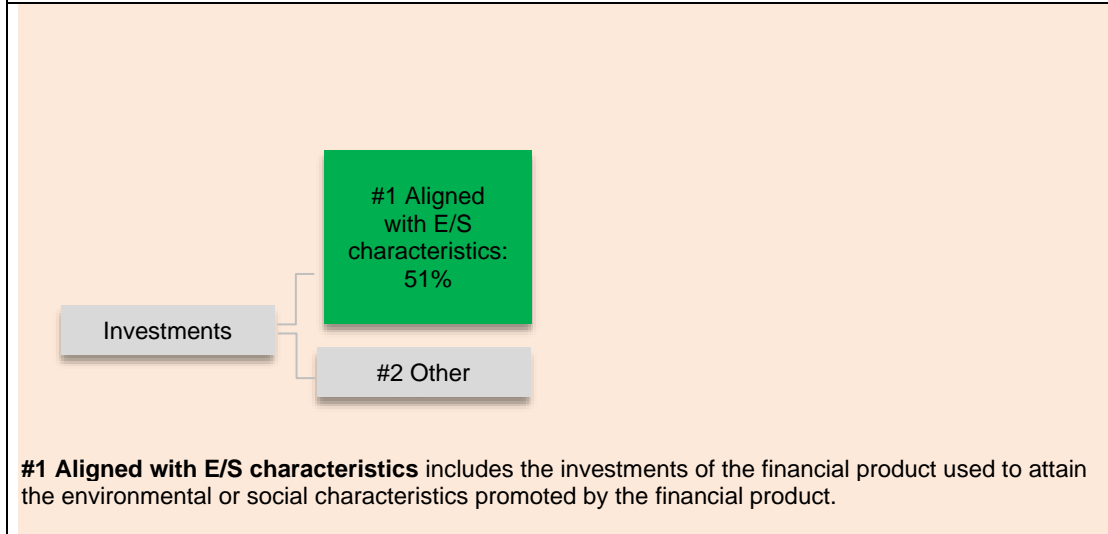 #1 Aligned
with E/S
characteristics:
51%
Investments
#2 Other
#1 Aligned with E/S characteristics includes the investments of the financial product used to attain
the environmental or social characteristics promoted by the financial product.